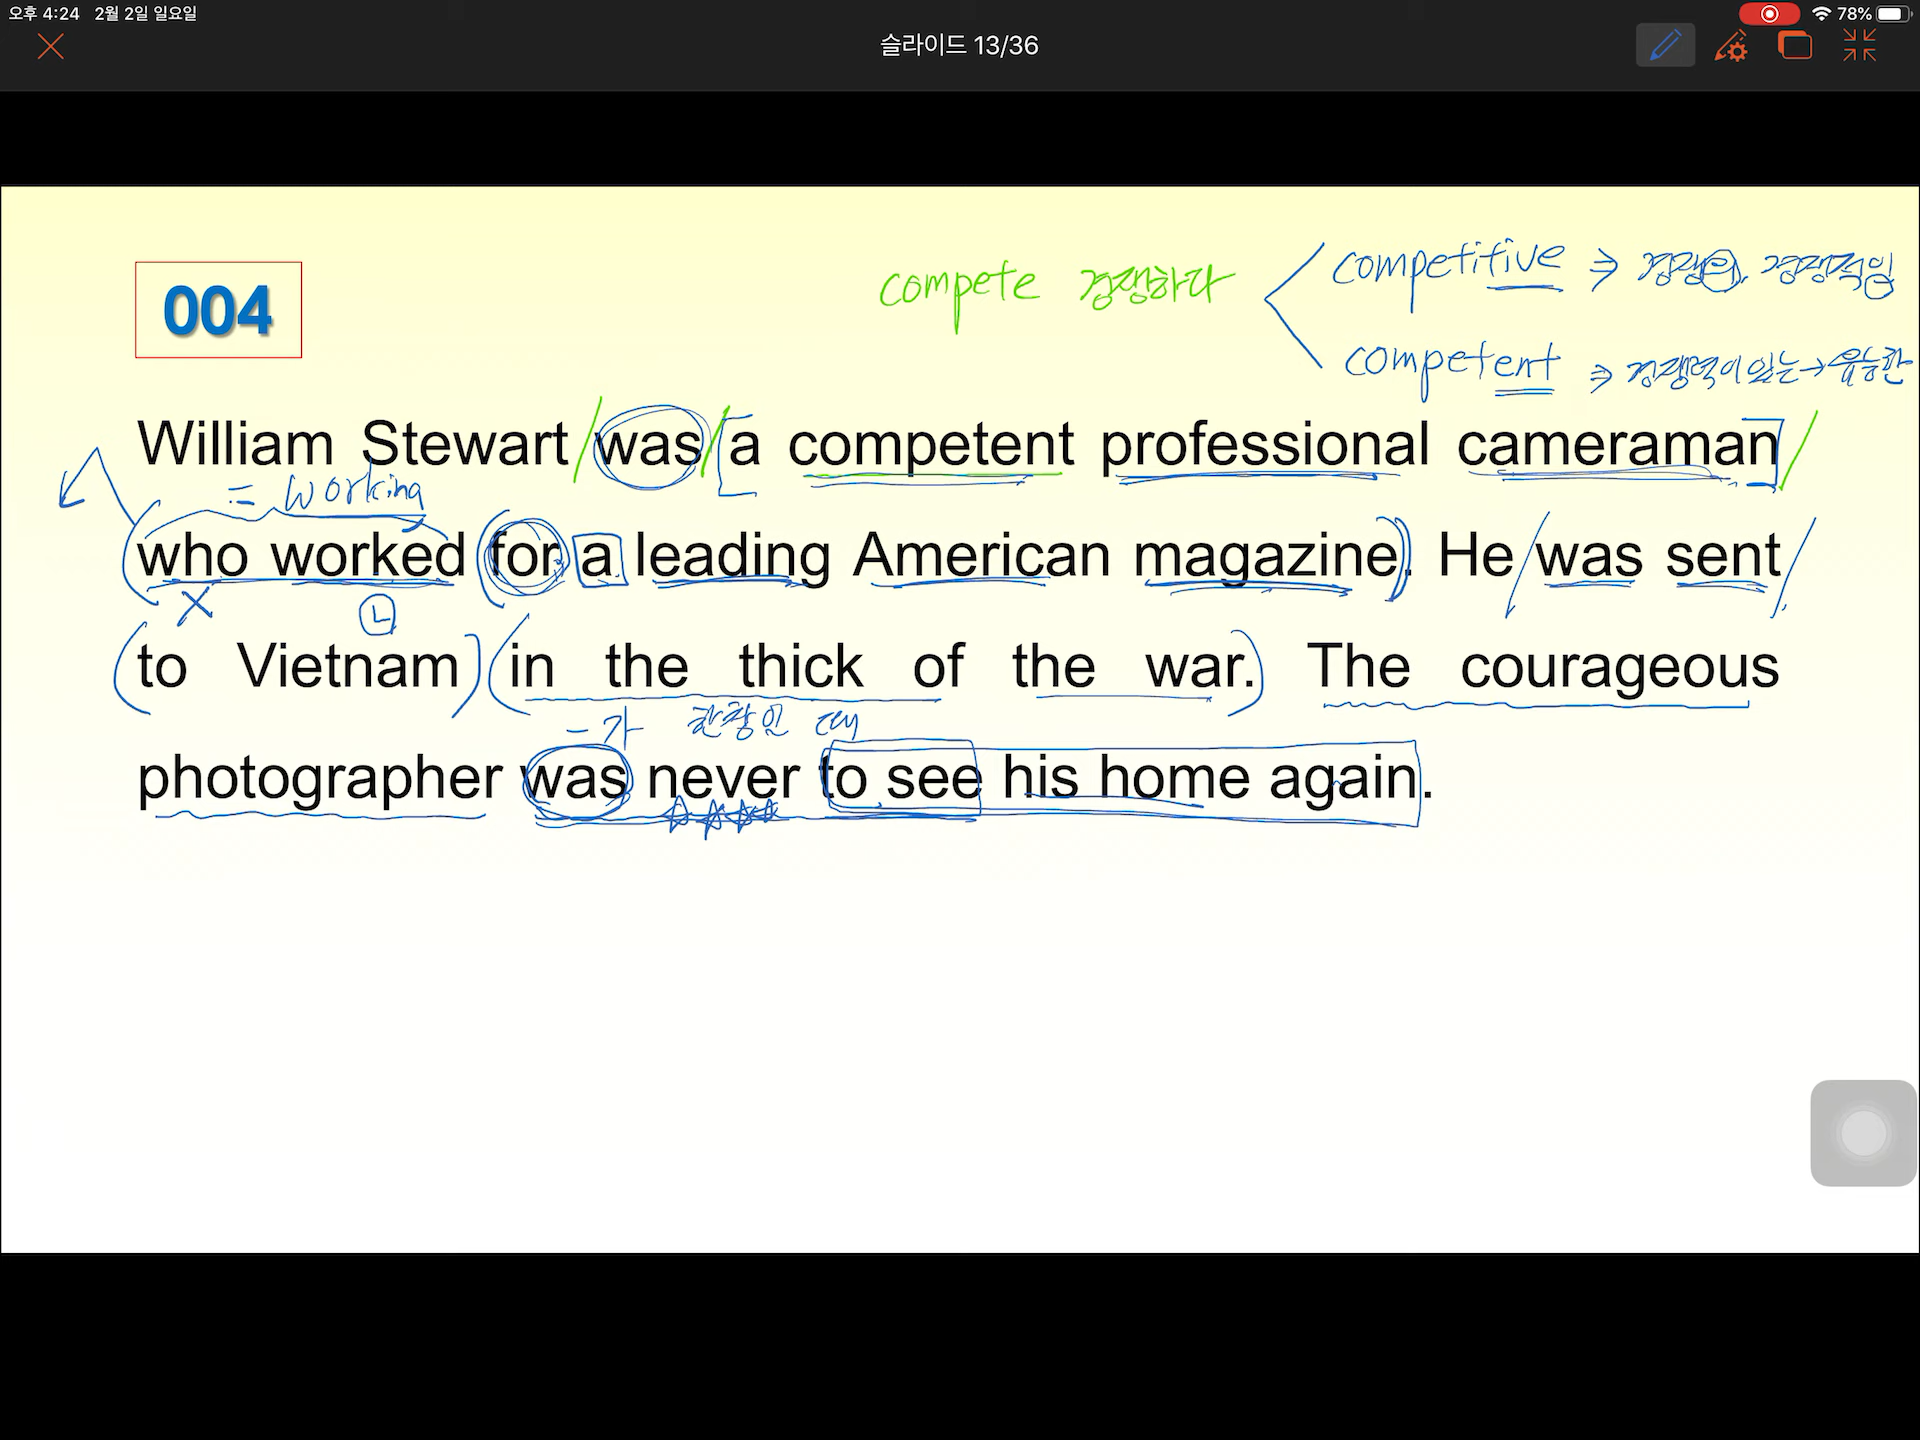 오후 4:24 2월 2일 일요일
78%
슬라이드 13/36
004
compete 경쟁하다
competitive ⇒ 경쟁의, 경쟁적인
competent ⇒ 경쟁력이 있는→유능한
William Stewart was a competent professional cameraman
= working
who worked for a leading American magazine. He was sent
to Vietnam in the thick of the war. The courageous
-가 한창일 때
photographer was never to see his home again.